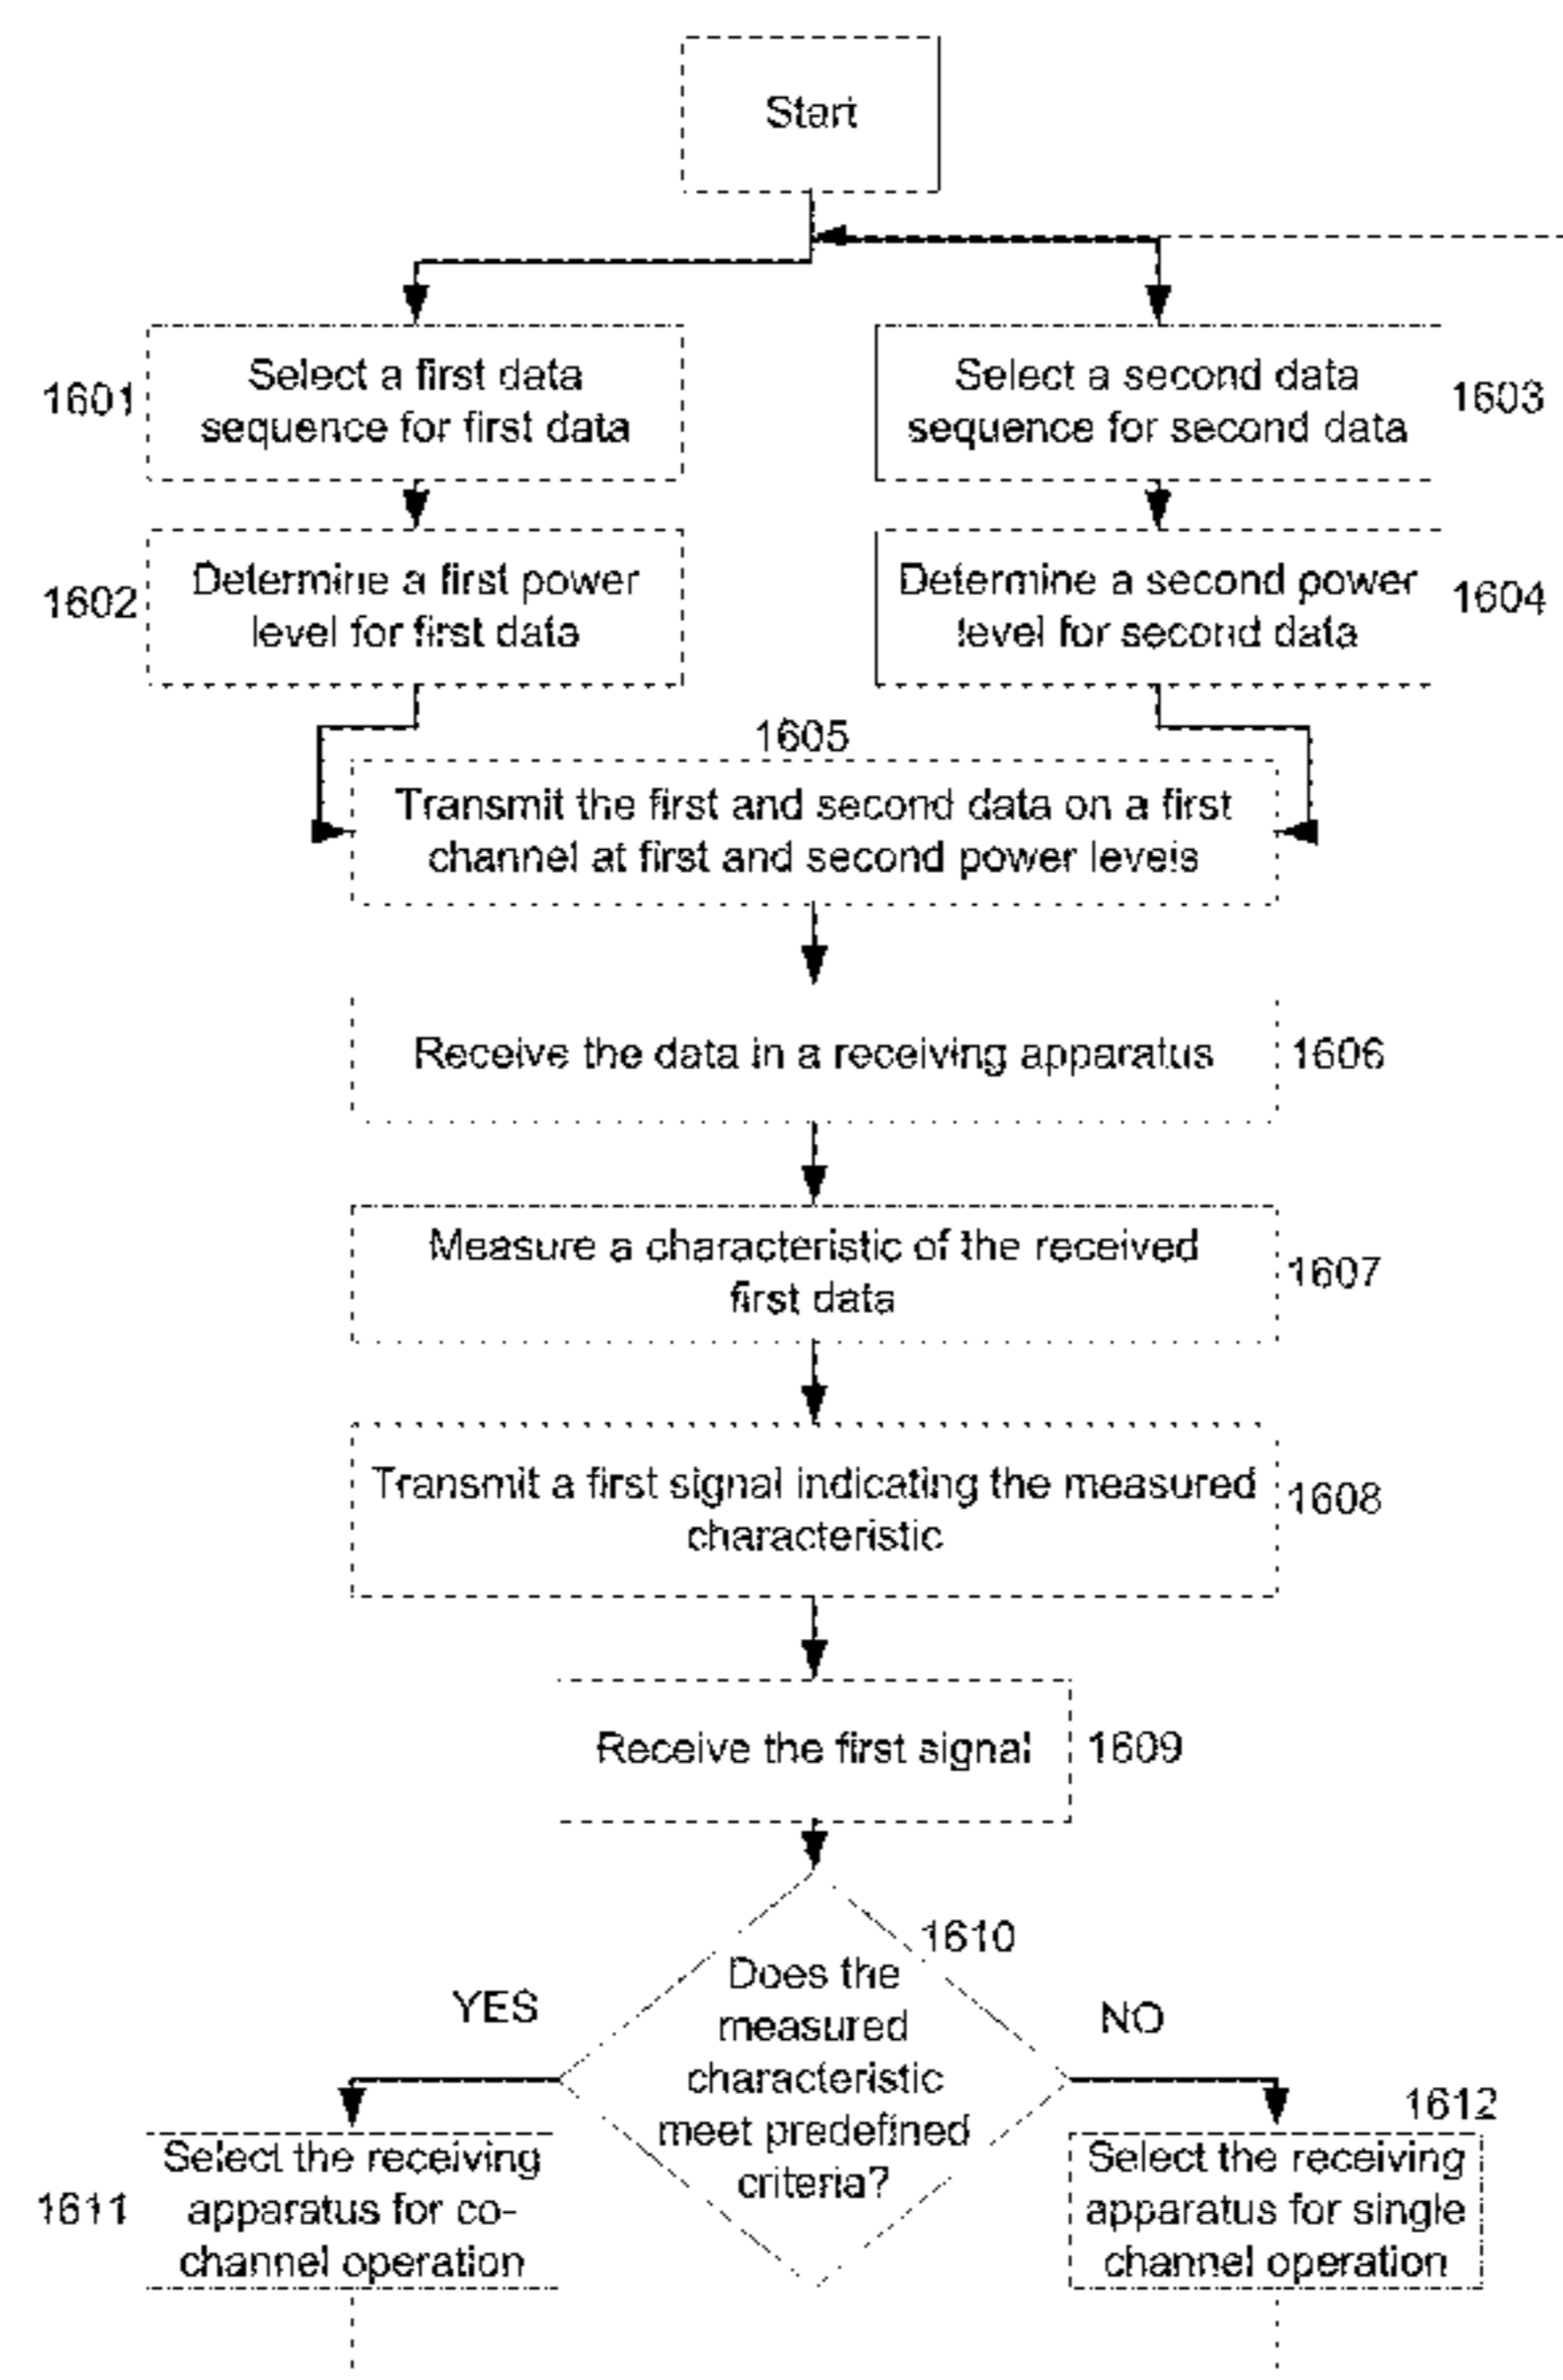 Start
1601
Select a first data
sequence for first data
Select a second data
sequence for second data
1603
1602
Determine a first power
level for first data
Determine a second power
level for second data
1604
1605
Transmit the first and second data on a first
channel at first and second power levels
Receive the data in a receiving apparatus
1606
Measure a characteristic of the received
first data
1607
Transmit a first signal indicating the measured
characteristic
1608
Receive the first signal
1609
1610
Does the
measured
characteristic
meet predefined
criteria?
YES
NO
1611
Select the receiving
apparatus for co-
channel operation
1612
Select the receiving
apparatus for single
channel operation